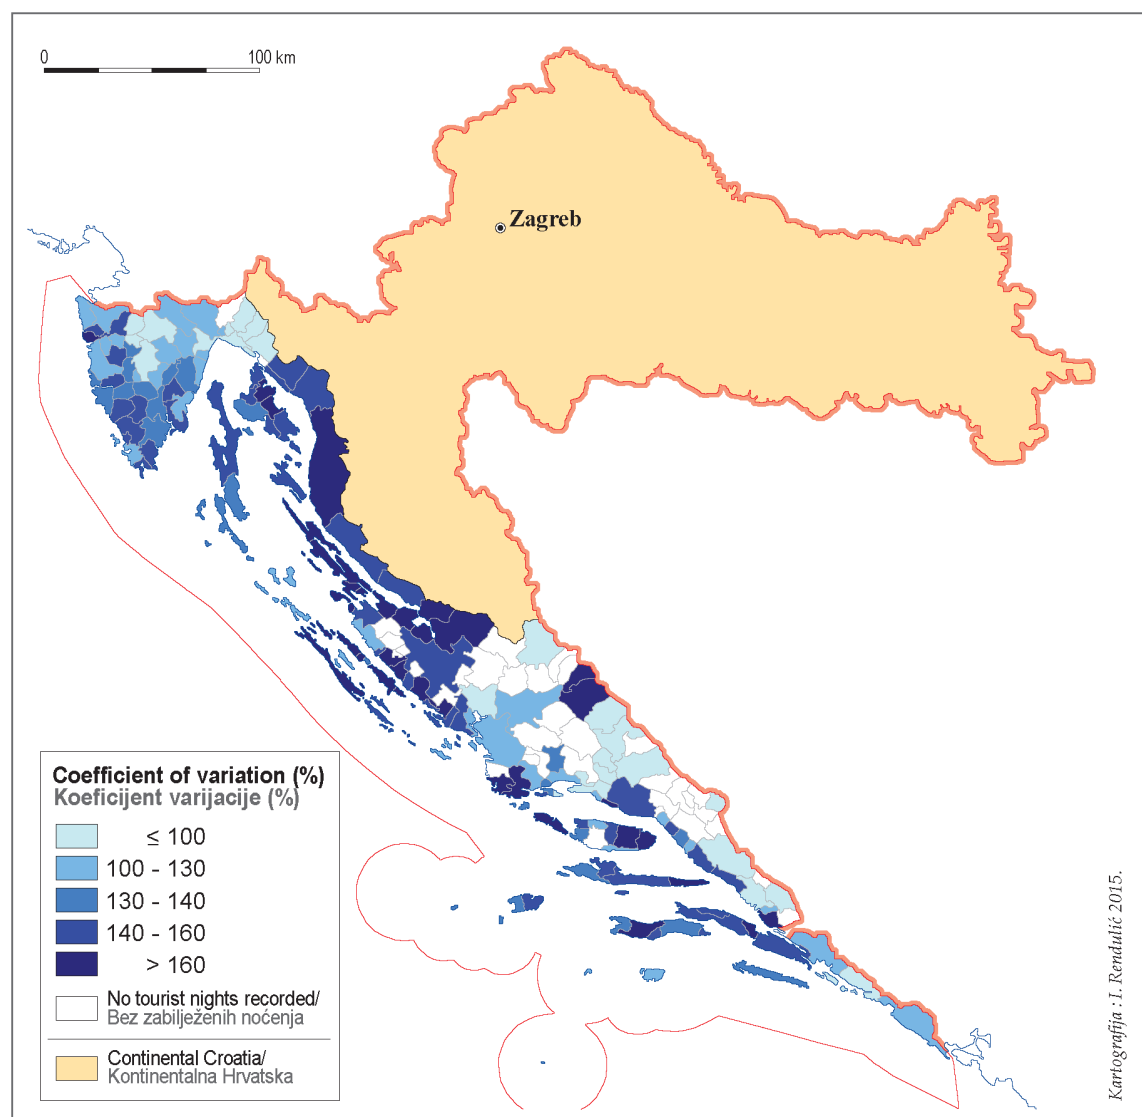 0 100 km
Zagreb
Coefficient of variation (%)
Koeficijent varijacije (%)
≤ 100
100 - 130
130 - 140
140 - 160
> 160
No tourist nights recorded/
Bez zabilježenih noćenja
Continental Croatia/
Kontinentalna Hrvatska
Kartografija : I. Rendulić 2015.